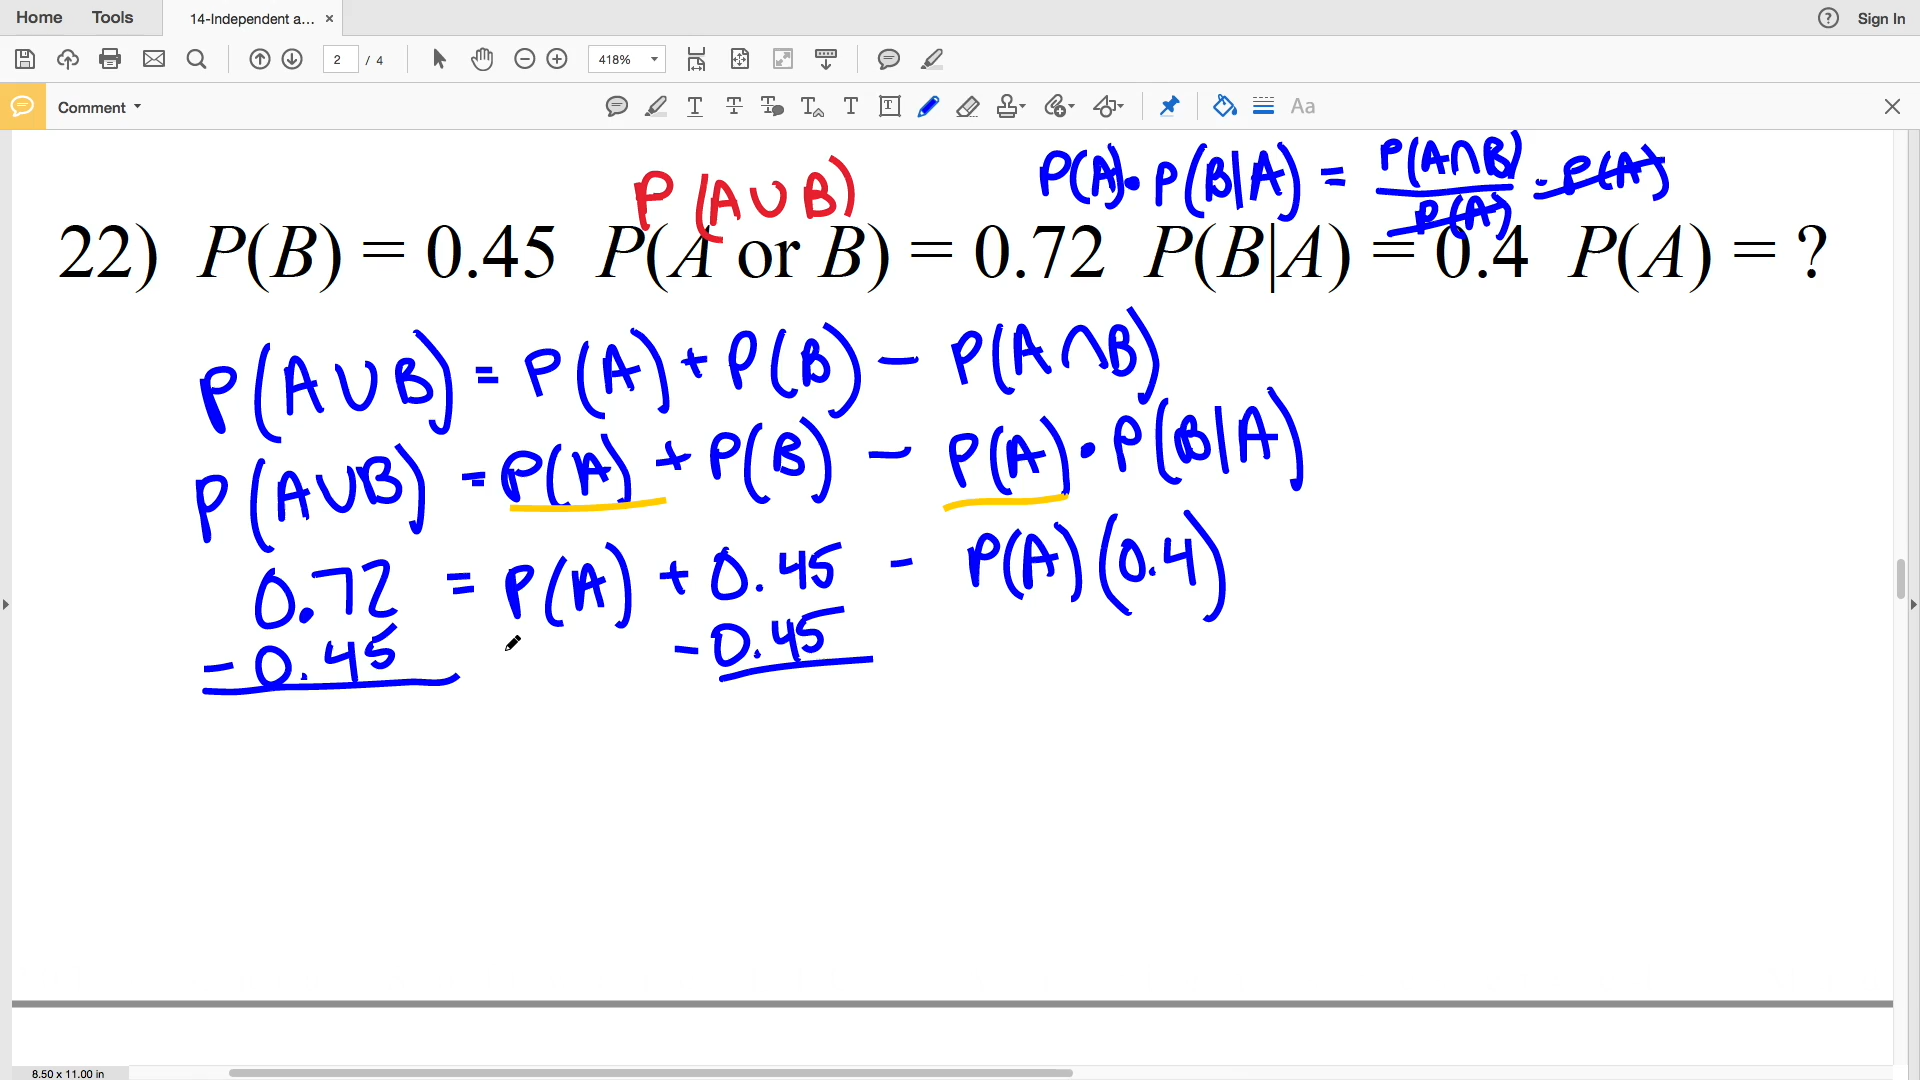 Home Tools 14-Independent a... × ? Sign In
2 / 4 418%
Comment T T T T T T Aa
P(A)·P(B|A) = P(A∩B)/P(A) · P(A)
P(A∪B)
22) P(B) = 0.45 P(A or B) = 0.72 P(B|A) = 0.4 P(A) = ?
P(A∪B) = P(A) + P(B) − P(A∩B)
P(A∪B) = P(A) + P(B) − P(A)·P(B|A)
0.72 = P(A) + 0.45 − P(A)(0.4)
−0.45 −0.45
8.50 x 11.00 in